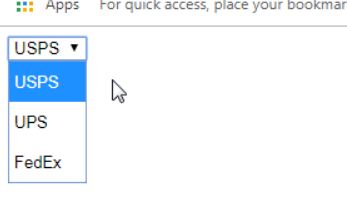 Apps For quick access, place your bookmar
USPS
USPS
UPS
FedEx